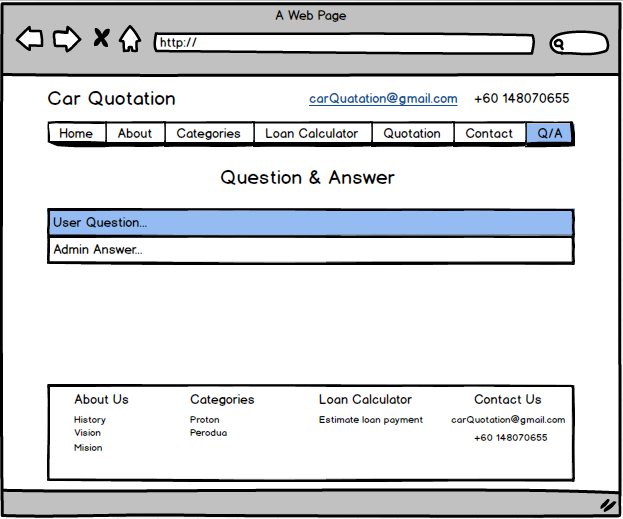 A Web Page
http://
Car Quotation carQuatation@gmail.com +60 148070655
Home About Categories Loan Calculator Quotation Contact Q/A
Question & Answer
User Question...
Admin Answer...
About Us Categories Loan Calculator Contact Us
History Proton Estimate loan payment carQuotation@gmail.com
Vision Perodua
+60 148070655
Mision